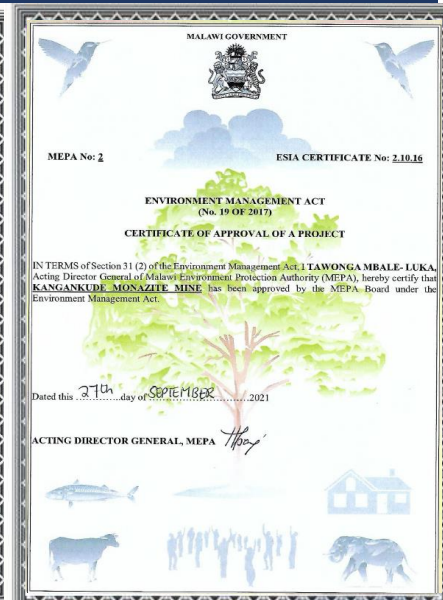 MALAWI GOVERNMENT
MEPA No: 2
ESIA CERTIFICATE No: 2.10.16
ENVIRONMENT MANAGEMENT ACT
(No. 19 OF 2017)
CERTIFICATE OF APPROVAL OF A PROJECT
IN TERMS of Section 31 (2) of the Environment Management Act, I TAWONGA MBALE- LUKA,
Acting Director General of Malawi Environment Protection Authority (MEPA), hereby certify that
KANGANKUDE MONAZITE MINE has been approved by the MEPA Board under the
Environment Management Act.
Dated this 27th day of SEPTEMBER 2021
ACTING DIRECTOR GENERAL, MEPA